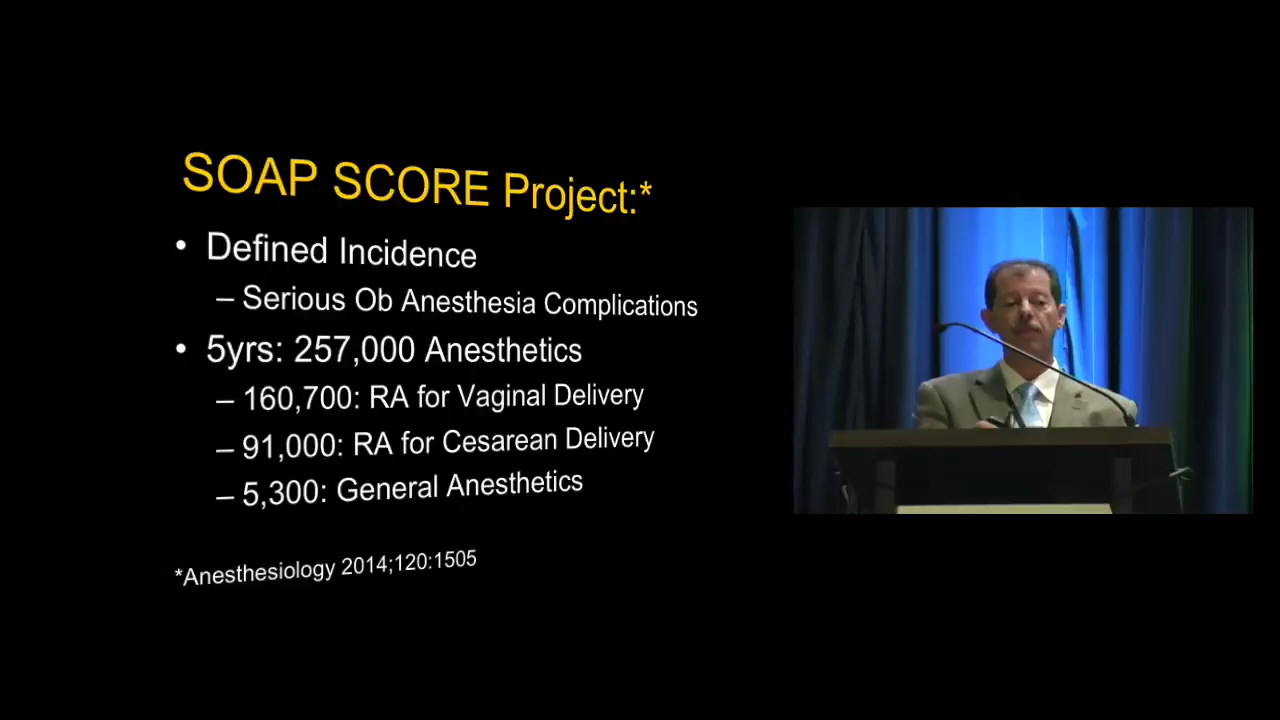 SOAP SCORE Project:*
• Defined Incidence
– Serious Ob Anesthesia Complications
• 5yrs: 257,000 Anesthetics
– 160,700: RA for Vaginal Delivery
– 91,000: RA for Cesarean Delivery
– 5,300: General Anesthetics
*Anesthesiology 2014;120:1505